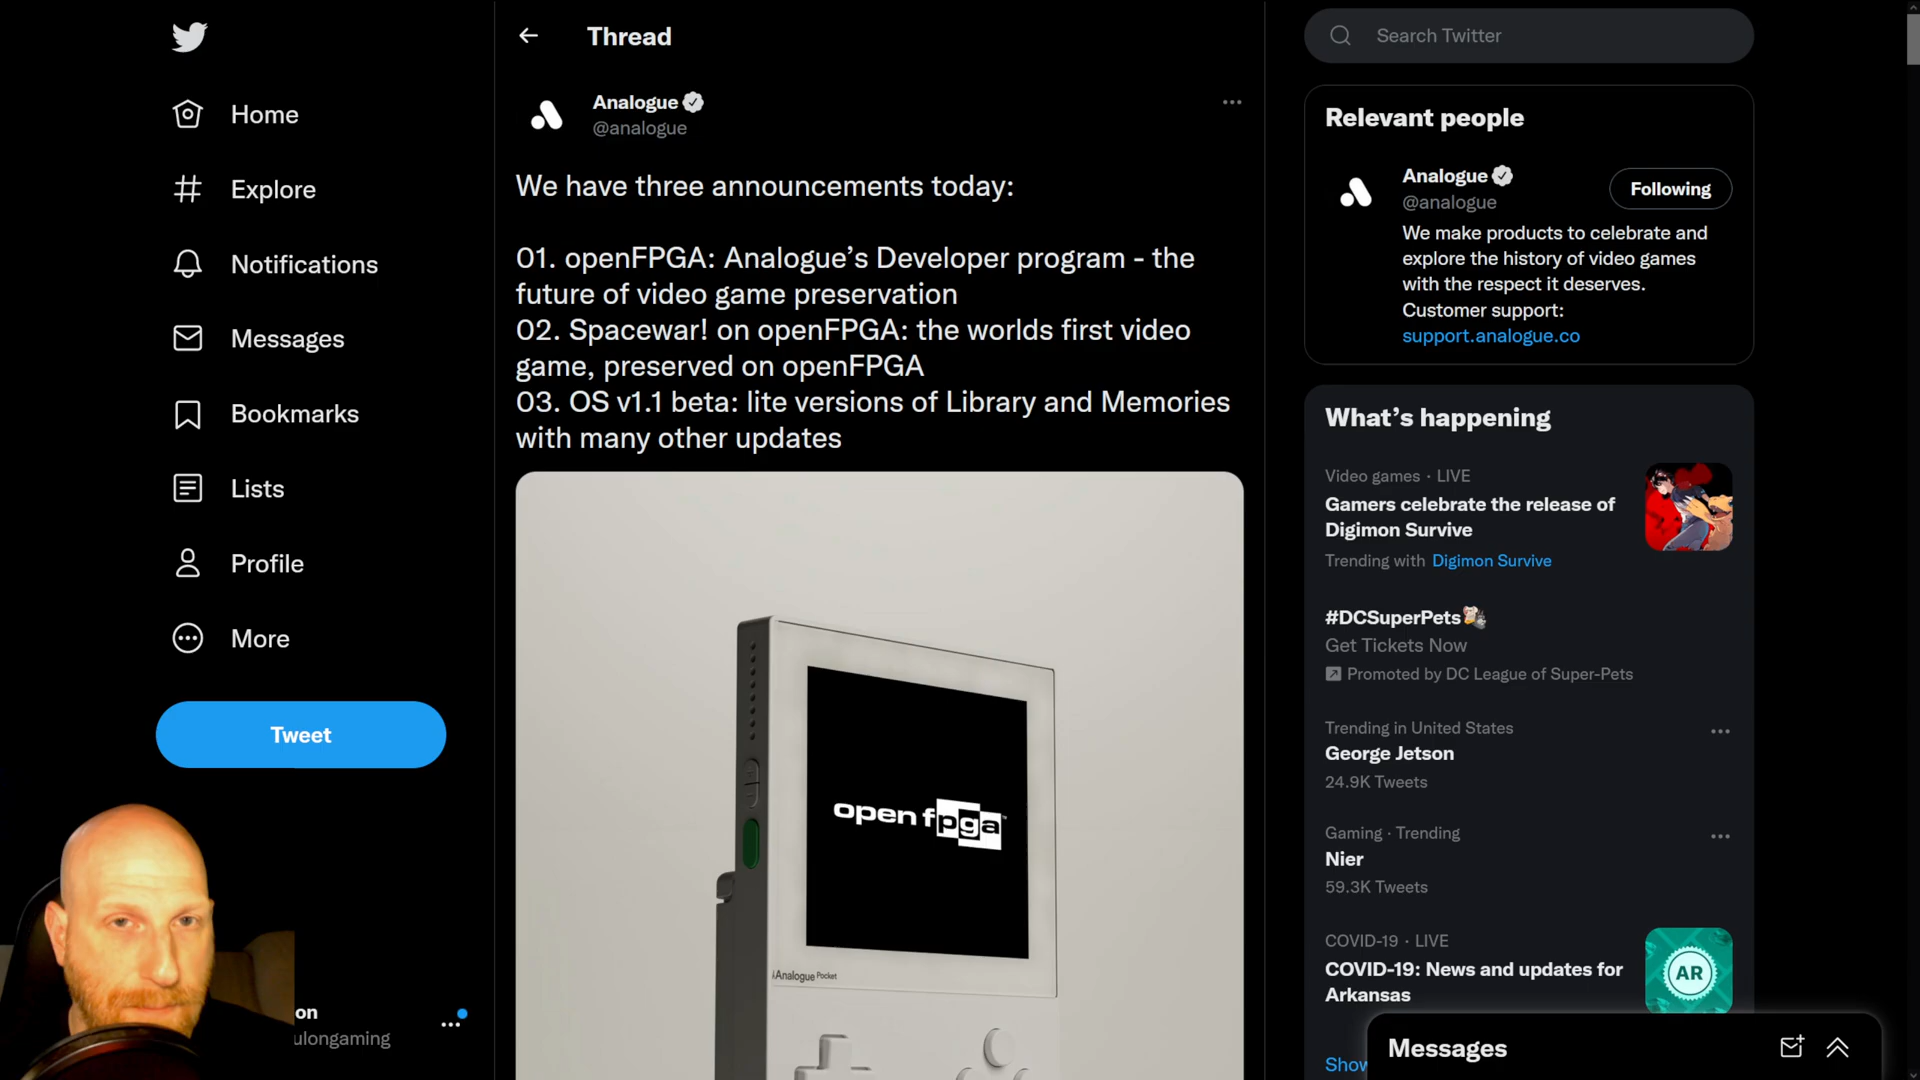 Home
Explore
Notifications
Messages
Bookmarks
Lists
Profile
More
Tweet
on
ulongaming
Thread
Analogue
@analogue
We have three announcements today:
01. openFPGA: Analogue’s Developer program - the
future of video game preservation
02. Spacewar! on openFPGA: the worlds first video
game, preserved on openFPGA
03. OS v1.1 beta: lite versions of Library and Memories
with many other updates
open fpga™
Analogue Pocket
Search Twitter
Relevant people
Analogue
@analogue
Following
We make products to celebrate and
explore the history of video games
with the respect it deserves.
Customer support:
support.analogue.co
What’s happening
Video games · LIVE
Gamers celebrate the release of
Digimon Survive
Trending with Digimon Survive
#DCSuperPets
Get Tickets Now
Promoted by DC League of Super-Pets
Trending in United States
George Jetson
24.9K Tweets
Gaming · Trending
Nier
59.3K Tweets
COVID-19 · LIVE
COVID-19: News and updates for
Arkansas
AR
Show
Messages